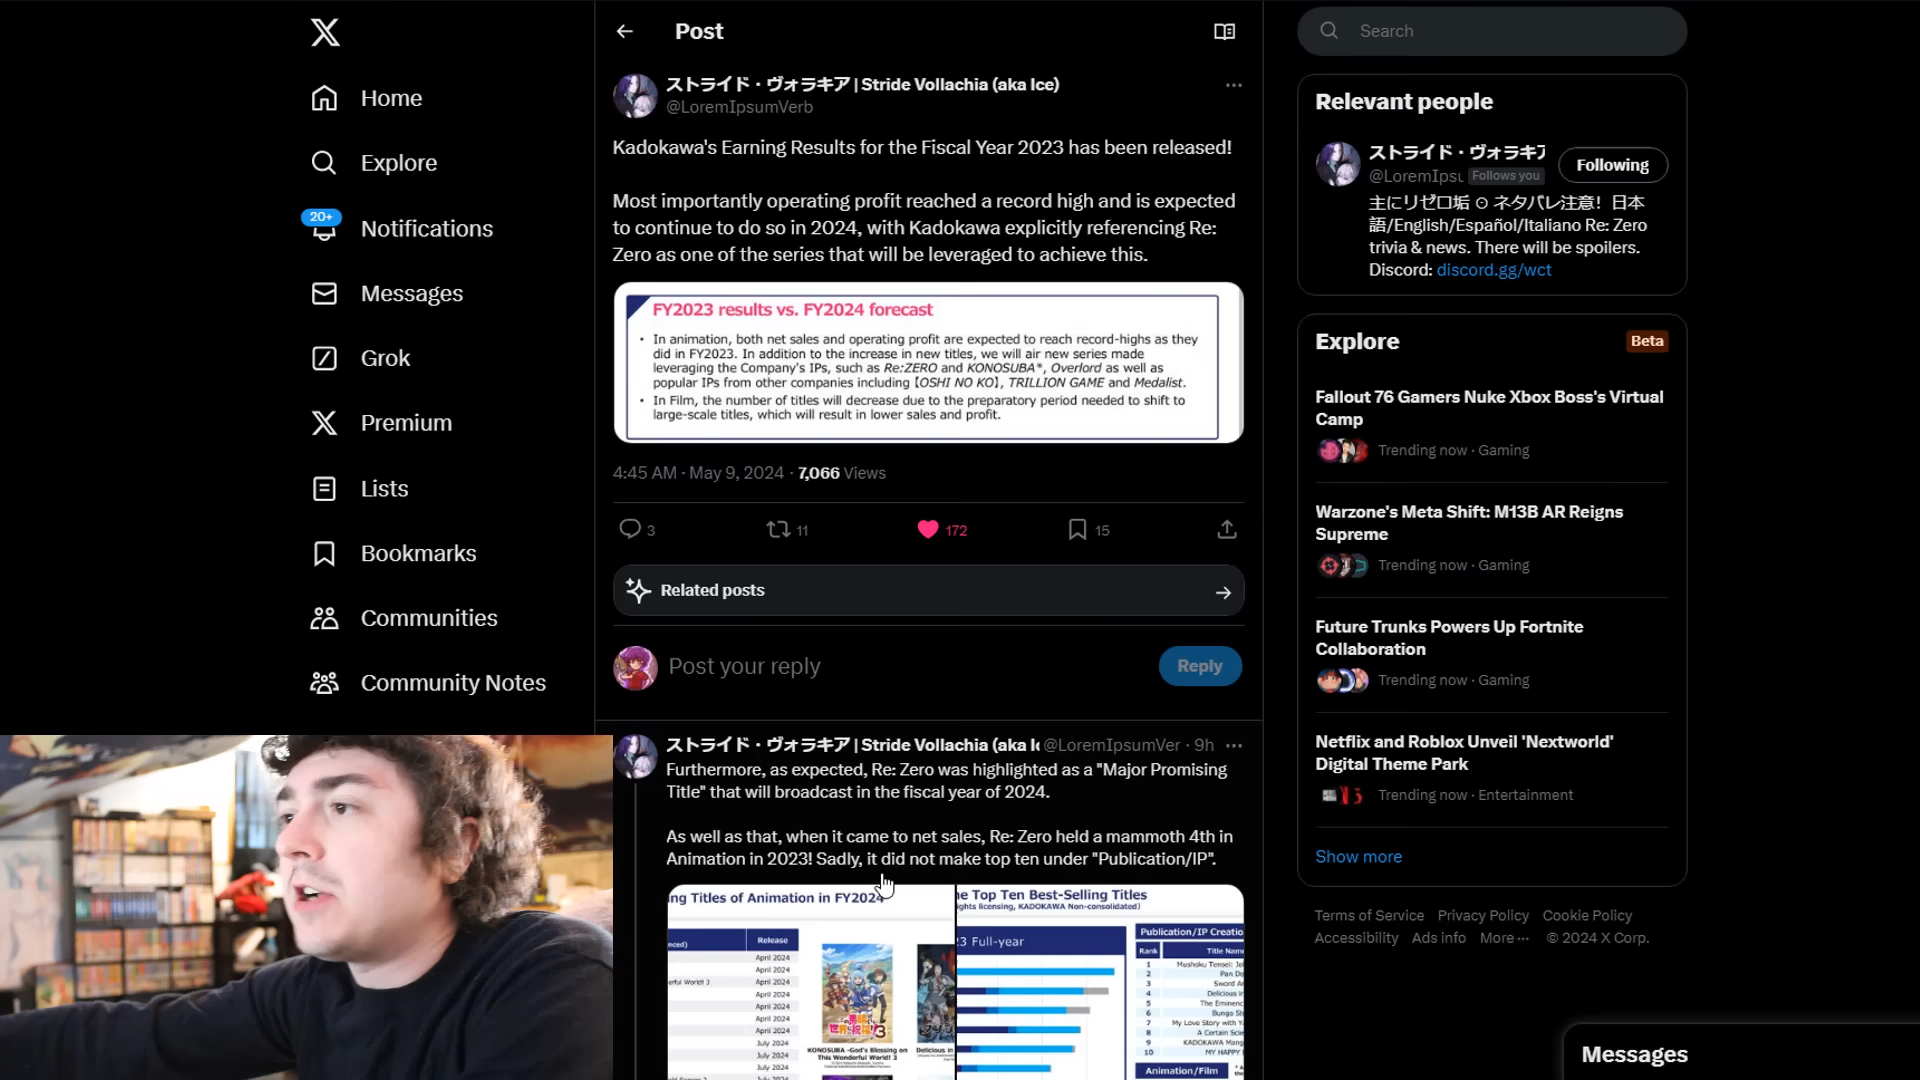 Home
Explore
20+
Notifications
Messages
Grok
Premium
Lists
Bookmarks
Communities
Community Notes
Post
ストライド・ヴォラキア | Stride Vollachia (aka Ice)
@LoremIpsumVerb
Kadokawa's Earning Results for the Fiscal Year 2023 has been released!
Most importantly operating profit reached a record high and is expected
to continue to do so in 2024, with Kadokawa explicitly referencing Re:
Zero as one of the series that will be leveraged to achieve this.
FY2023 results vs. FY2024 forecast
• In animation, both net sales and operating profit are expected to reach record-highs as they
did in FY2023. In addition to the increase in new titles, we will air new series made
leveraging the Company's IPs, such as Re:ZERO and KONOSUBA*, Overlord as well as
popular IPs from other companies including【OSHI NO KO】, TRILLION GAME and Medalist.
• In Film, the number of titles will decrease due to the preparatory period needed to shift to
large-scale titles, which will result in lower sales and profit.
4:45 AM · May 9, 2024 · 7,066 Views
3
11
172
15
Related posts
Post your reply
Reply
ストライド・ヴォラキア | Stride Vollachia (aka I @LoremIpsumVer · 9h
Furthermore, as expected, Re: Zero was highlighted as a "Major Promising
Title" that will broadcast in the fiscal year of 2024.
As well as that, when it came to net sales, Re: Zero held a mammoth 4th in
Animation in 2023! Sadly, it did not make top ten under "Publication/IP".
ng Titles of Animation in FY2024
nced)
Release
April 2024
April 2024
erful World! 3
April 2024
April 2024
April 2024
April 2024
April 2024
July 2024
July 2024
July 2024
KONOSUBA -God's Blessing on
This Wonderful World! 3
Delicious in
e Top Ten Best-Selling Titles
ights licensing, KADOKAWA Non-consolidated)
23 Full-year
Publication/IP Creatio
Rank
Title Nam
1 Mushoku Tensei: Jo
2 Pan Do
3 Sword Ar
4 Delicious in
5 The Eminenc
6 Bungo St
7 My Love Story with Y
8 A Certain Scie
9 KADOKAWA Mang
10 MY HAPPY
Animation/Film
Search
Relevant people
ストライド・ヴォラキア
@LoremIpsu
Follows you
Following
主にリゼロ垢 ⊙ ネタバレ注意！ 日本
語/English/Español/Italiano Re: Zero
trivia & news. There will be spoilers.
Discord: discord.gg/wct
Explore
Beta
Fallout 76 Gamers Nuke Xbox Boss's Virtual
Camp
Trending now · Gaming
Warzone's Meta Shift: M13B AR Reigns
Supreme
Trending now · Gaming
Future Trunks Powers Up Fortnite
Collaboration
Trending now · Gaming
Netflix and Roblox Unveil 'Nextworld'
Digital Theme Park
Trending now · Entertainment
Show more
Terms of Service Privacy Policy Cookie Policy
Accessibility Ads info More ··· © 2024 X Corp.
Messages